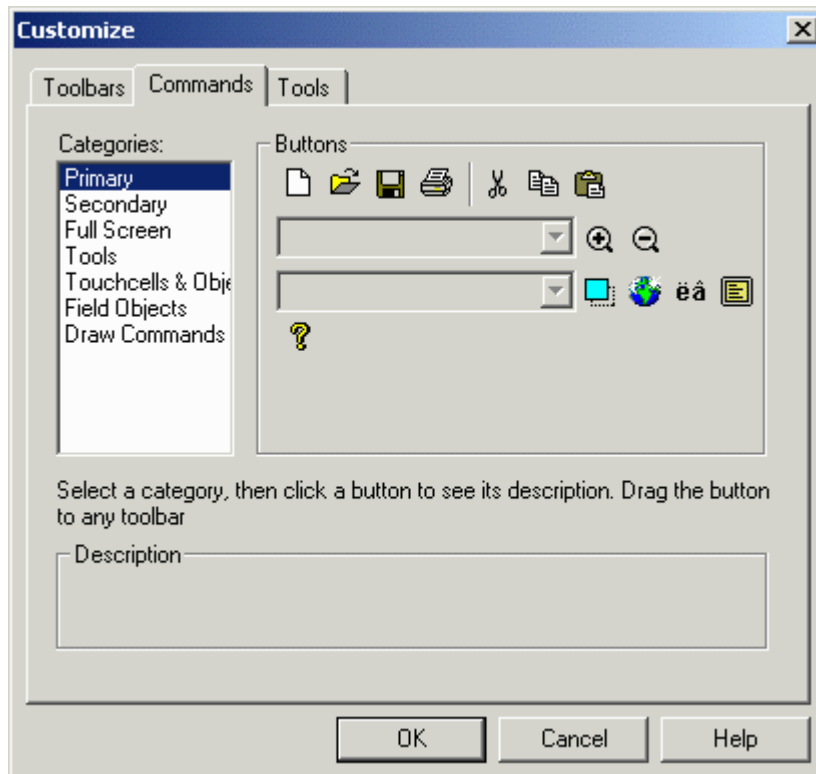 Customize
Toolbars Commands Tools
Categories:
Buttons
Primary
Secondary
Full Screen
Tools
Touchcells & Obje
Field Objects
Draw Commands
ëâ
Select a category, then click a button to see its description. Drag the button
to any toolbar
Description
OK Cancel Help